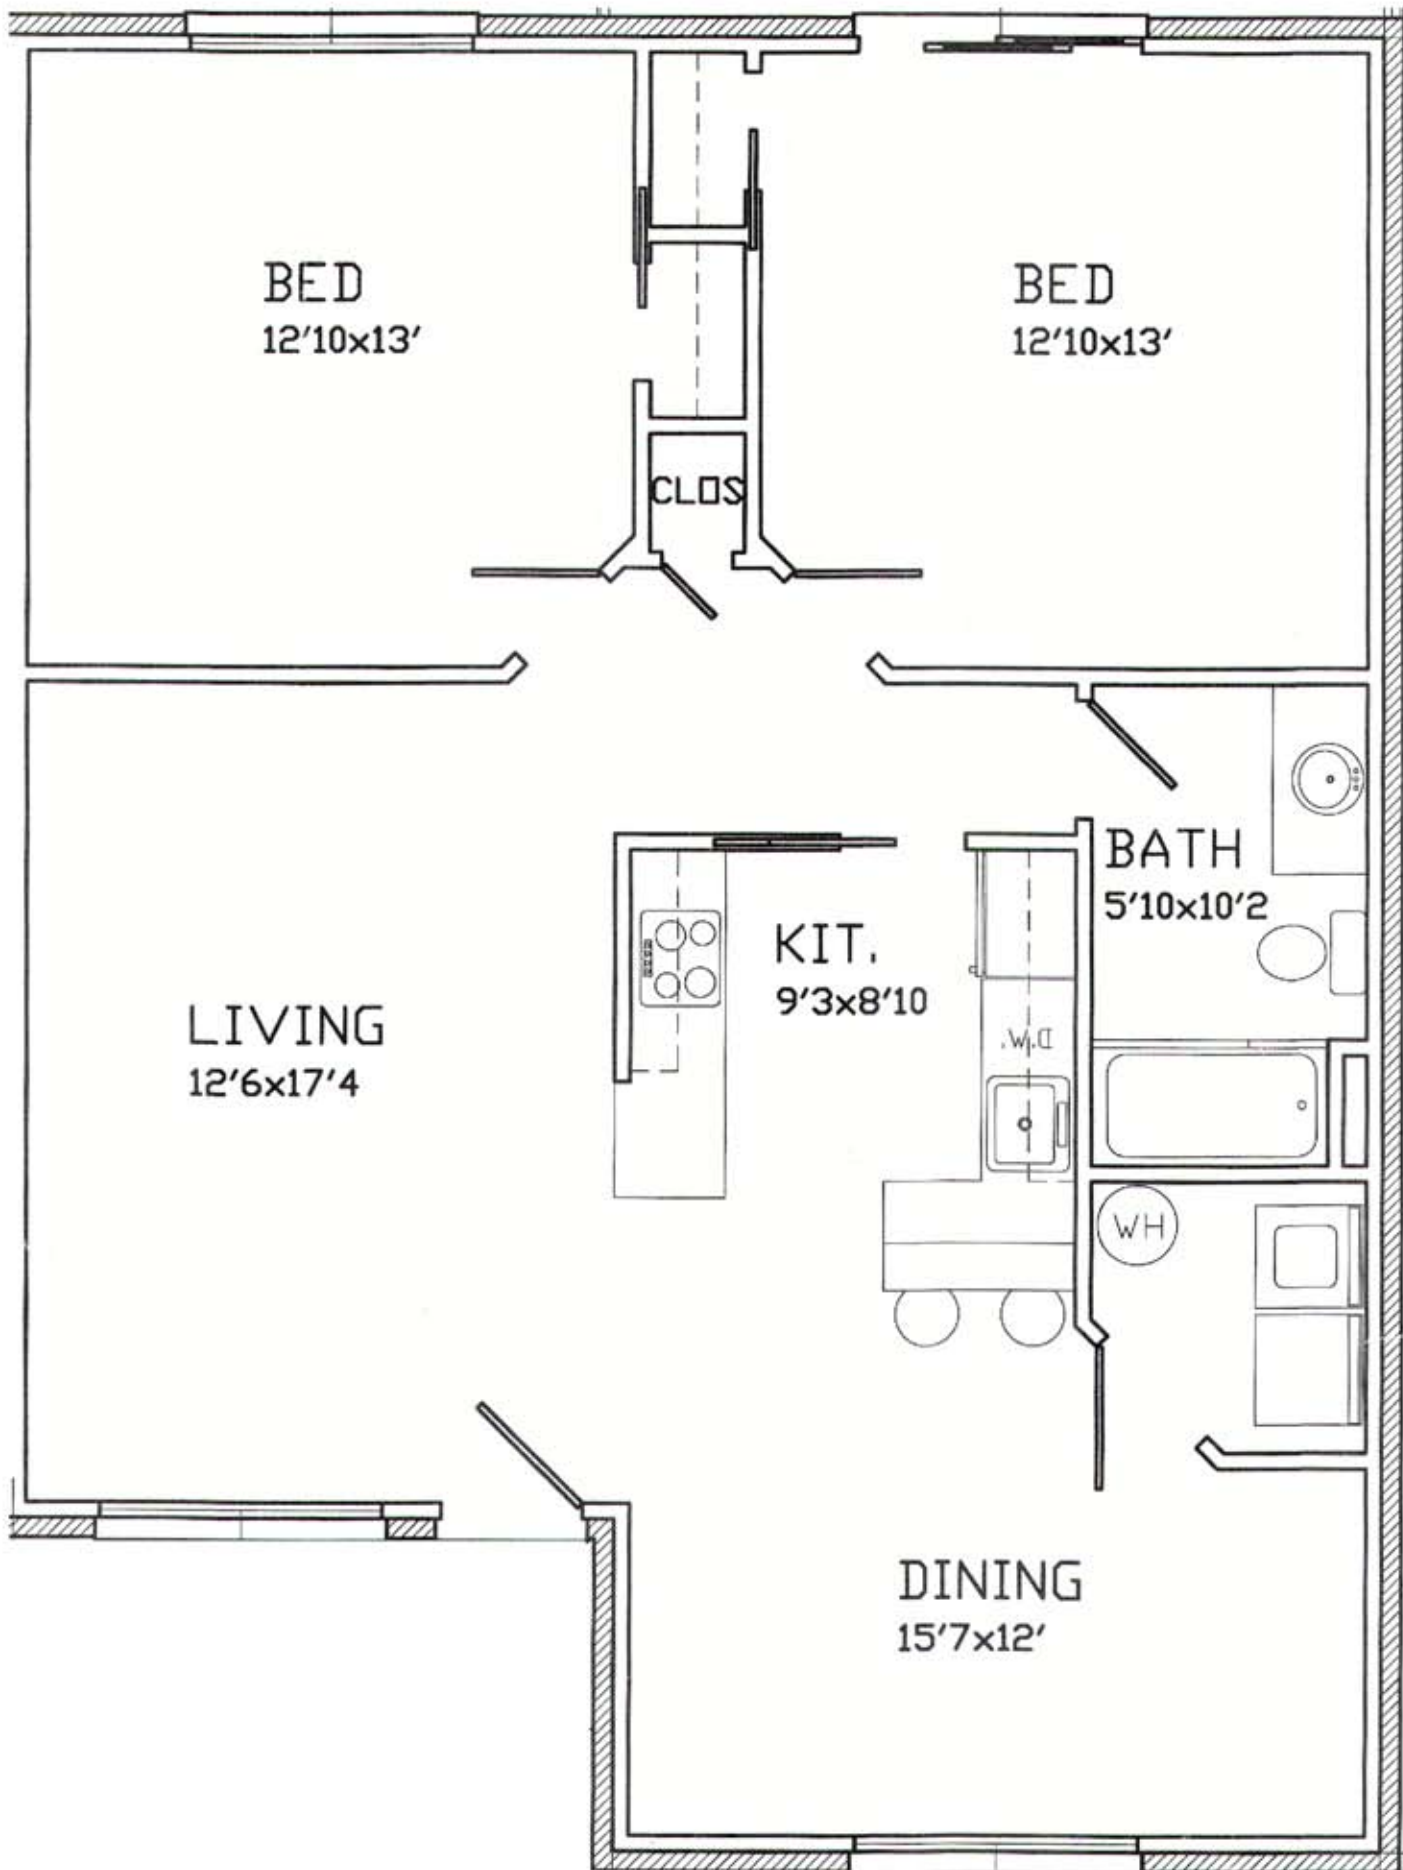 BED
12'10x13'
BED
12'10x13'
CLOS
BATH
5'10x10'2
KIT.
9'3x8'10
LIVING
12'6x17'4
D.W.
WH
DINING
15'7x12'